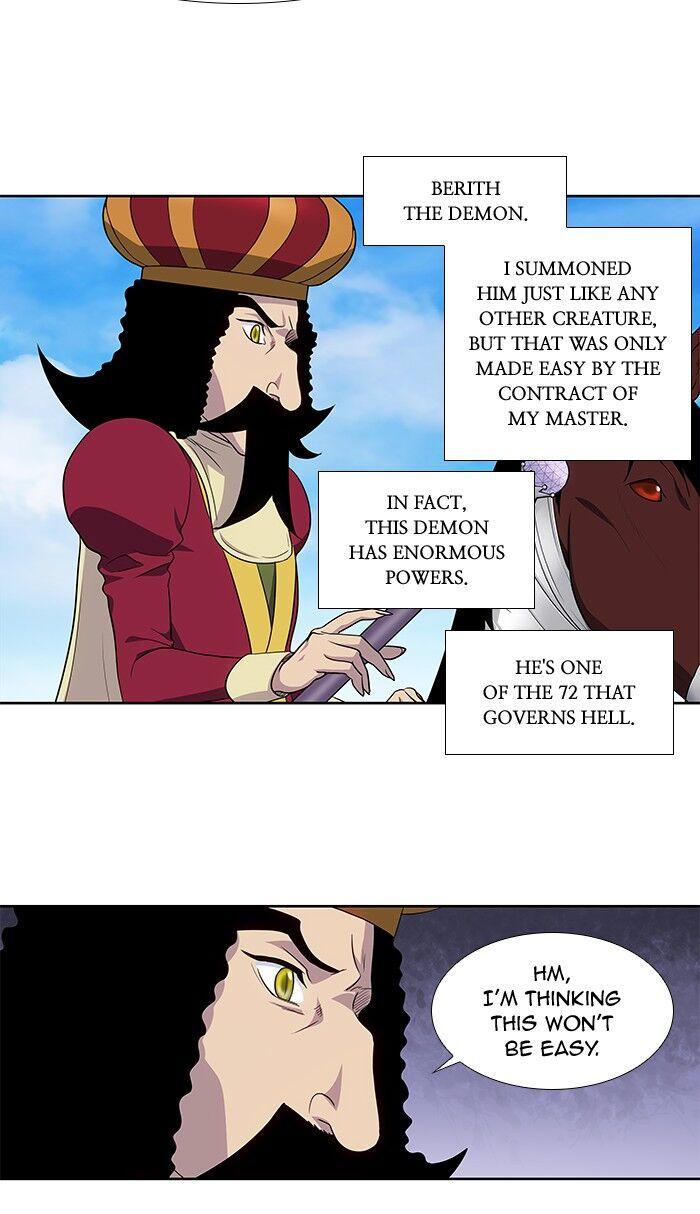 BERITH
THE DEMON.
I SUMMONED
HIM JUST LIKE ANY
OTHER CREATURE,
BUT THAT WAS ONLY
MADE EASY BY THE
CONTRACT OF
MY MASTER.
IN FACT,
THIS DEMON
HAS ENORMOUS
POWERS.
HE'S ONE
OF THE 72 THAT
GOVERNS HELL.
HM,
I'M THINKING
THIS WON'T
BE EASY.